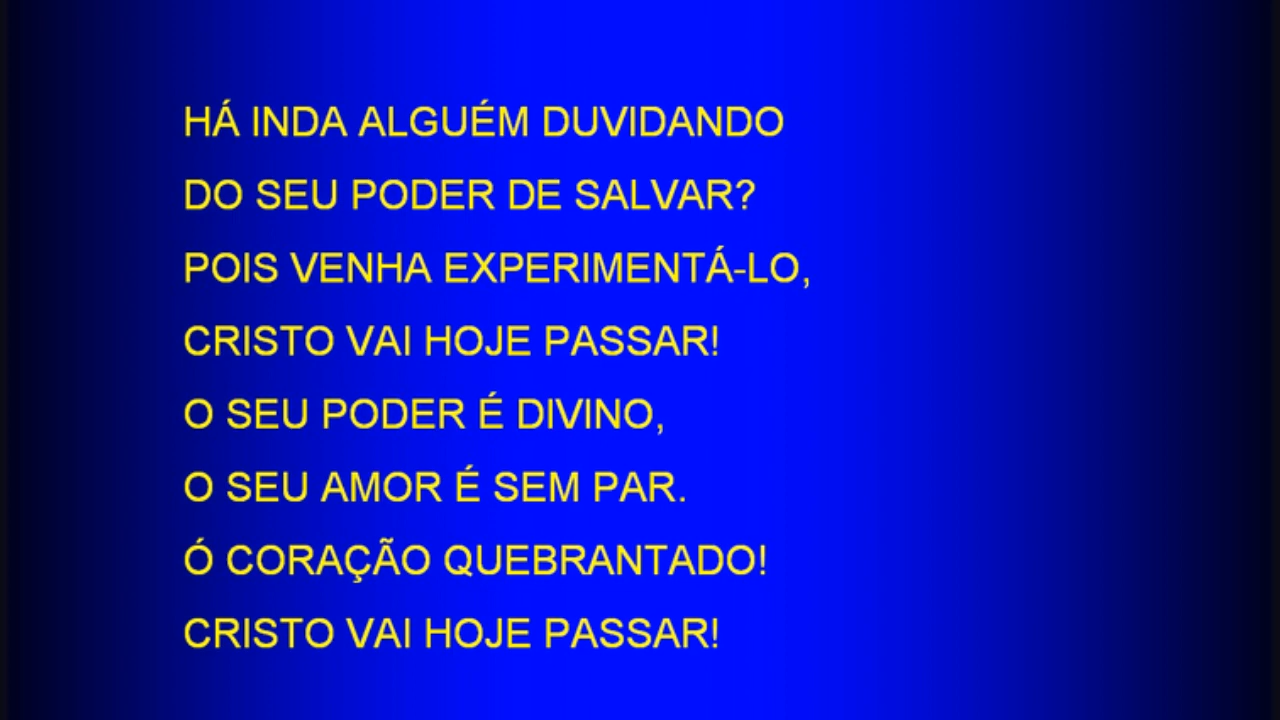 HÁ INDA ALGUÉM DUVIDANDO
DO SEU PODER DE SALVAR?
POIS VENHA EXPERIMENTÁ-LO,
CRISTO VAI HOJE PASSAR!
O SEU PODER É DIVINO,
O SEU AMOR É SEM PAR.
Ó CORAÇÃO QUEBRANTADO!
CRISTO VAI HOJE PASSAR!